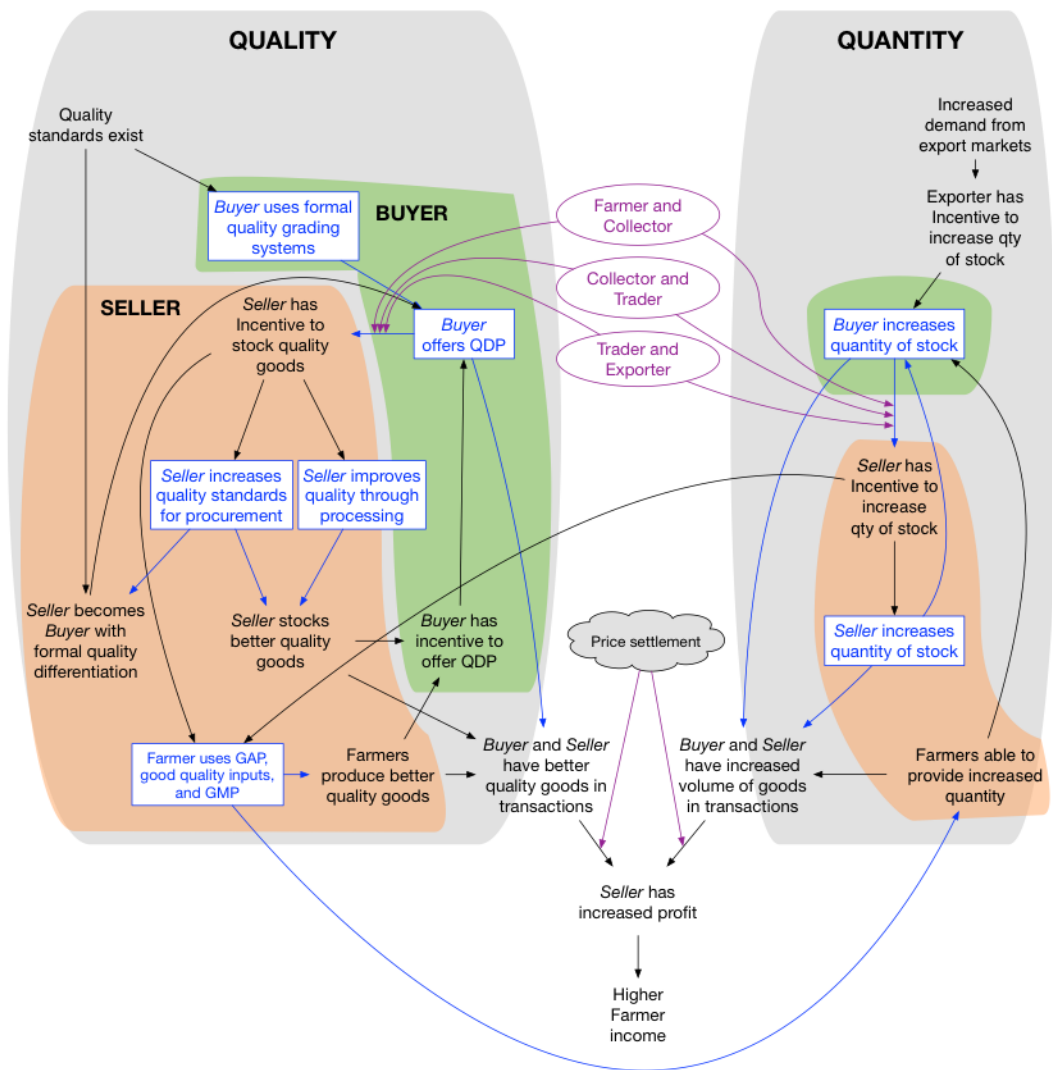 QUALITY
QUANTITY
Quality
standards exist
Increased
demand from
export markets
Exporter has
Incentive to
increase qty
of stock
Buyer uses formal
quality grading
systems
BUYER
Farmer and
Collector
Collector and
Trader
Trader and
Exporter
SELLER
Seller has
Incentive to
stock quality
goods
Buyer
offers QDP
Buyer increases
quantity of stock
Seller increases
quality standards
for procurement
Seller improves
quality through
processing
Seller has
Incentive to
increase
qty of stock
Seller becomes
Buyer with
formal quality
differentiation
Seller stocks
better quality
goods
Buyer has
incentive to
offer QDP
Price settlement
Seller increases
quantity of stock
Farmer uses GAP,
good quality inputs,
and GMP
Farmers
produce better
quality goods
Buyer and Seller
have better
quality goods in
transactions
Buyer and Seller
have increased
volume of goods
in transactions
Farmers able to
provide increased
quantity
Seller has
increased profit
Higher
Farmer
income